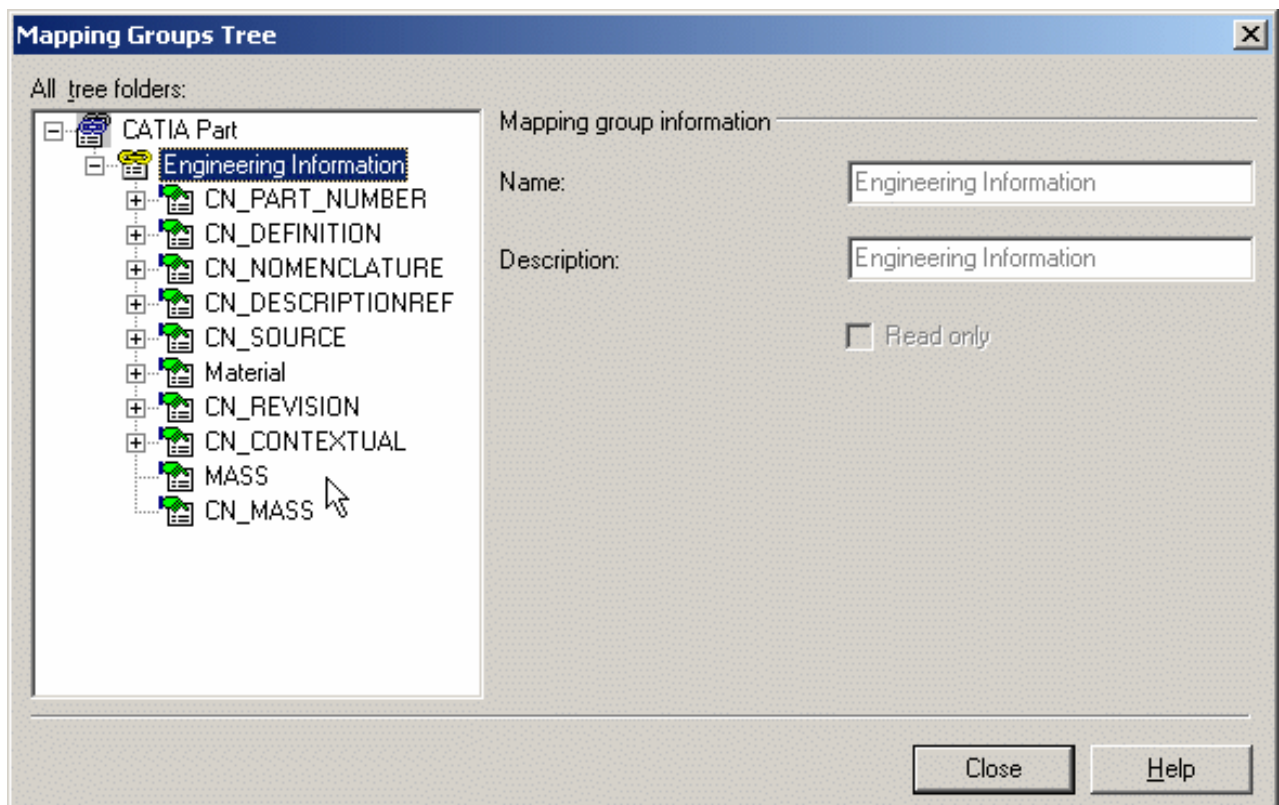 Mapping Groups Tree
All tree folders:
CATIA Part
Engineering Information
CN_PART_NUMBER
CN_DEFINITION
CN_NOMENCLATURE
CN_DESCRIPTIONREF
CN_SOURCE
Material
CN_REVISION
CN_CONTEXTUAL
MASS
CN_MASS
Mapping group information
Name:
Engineering Information
Description:
Engineering Information
Read only
Close
Help